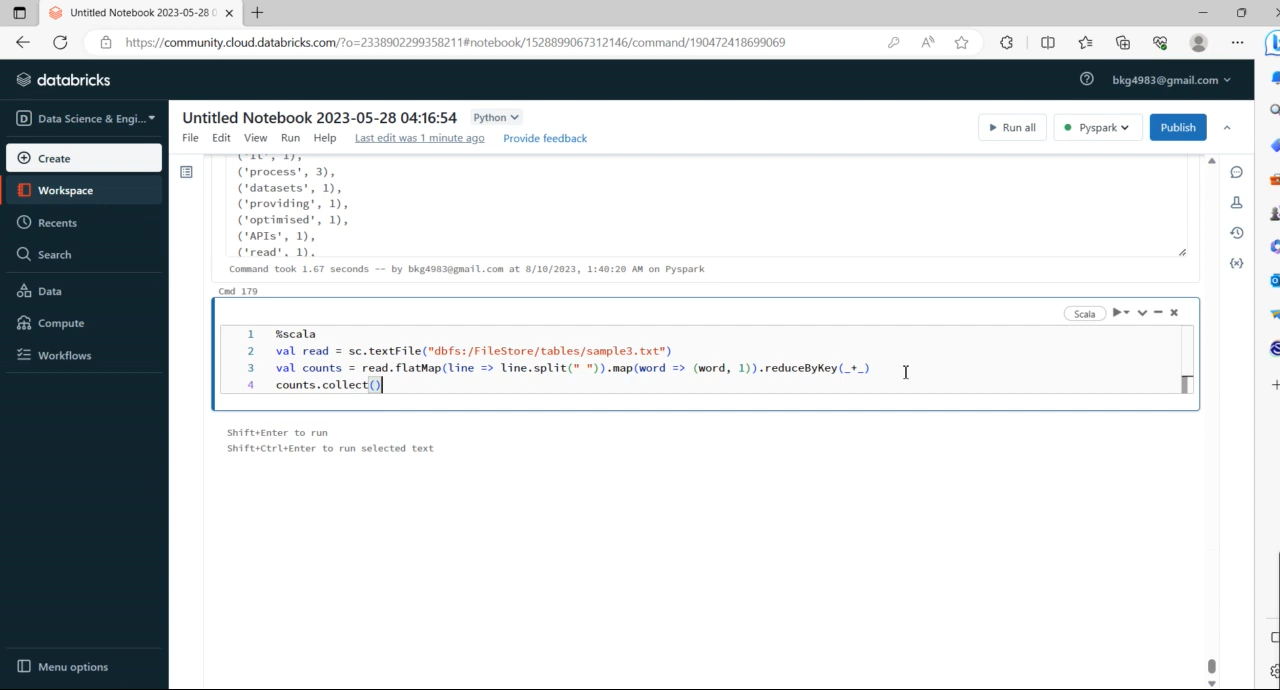 Untitled Notebook 2023-05-28 0
https://community.cloud.databricks.com/?o=2338902299358211#notebook/1528899067312146/command/190472418699069
databricks
bkg4983@gmail.com
D Data Science & Engi...
Untitled Notebook 2023-05-28 04:16:54 Python
File Edit View Run Help Last edit was 1 minute ago Provide feedback
Run all
Pyspark
Publish
Create
Workspace
Recents
Search
Data
Compute
Workflows
Menu options
('It', 1),
('process', 3),
('datasets', 1),
('providing', 1),
('optimised', 1),
('APIs', 1),
('read', 1),
Command took 1.67 seconds -- by bkg4983@gmail.com at 8/10/2023, 1:40:20 AM on Pyspark
Cmd 179
Scala
1 %scala
2 val read = sc.textFile("dbfs:/FileStore/tables/sample3.txt")
3 val counts = read.flatMap(line => line.split(" ")).map(word => (word, 1)).reduceByKey(_+_)
4 counts.collect()
Shift+Enter to run
Shift+Ctrl+Enter to run selected text